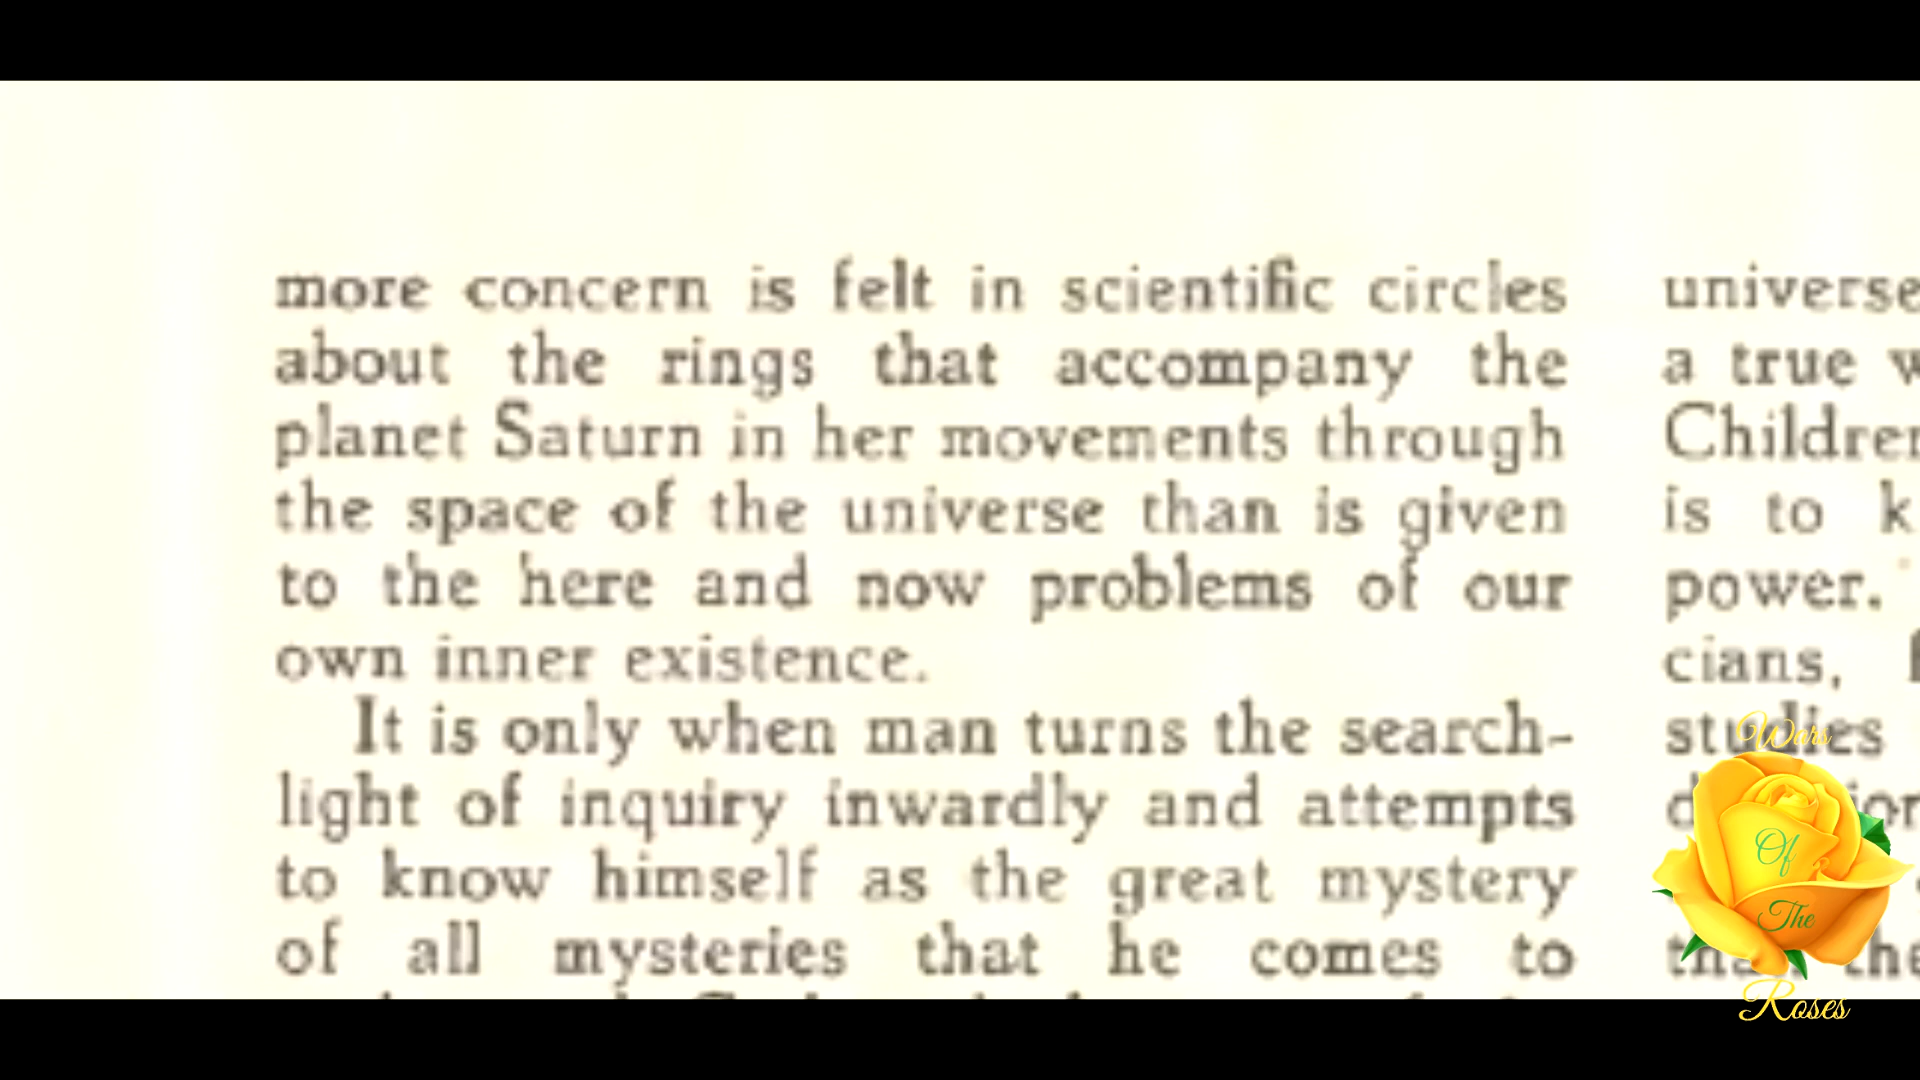 more concern is felt in scientific circles
about the rings that accompany the
planet Saturn in her movements through
the space of the universe than is given
to the here and now problems of our
own inner existence.
It is only when man turns the search-
light of inquiry inwardly and attempts
to know himself as the great mystery
of all mysteries that he comes to
universe
a true
is to
power.
cians,
studies
Wars
Of
The
Roses